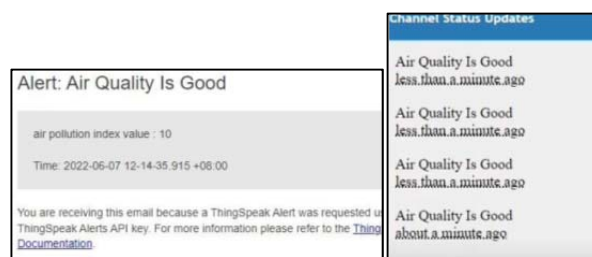 Alert: Air Quality Is Good
air pollution index value : 10
Time: 2022-06-07 12-14-35.915 +08:00
You are receiving this email because a ThingSpeak Alert was requested
ThingSpeak Alerts API key. For more information please refer to the Thing
Documentation.
Channel Status Updates
Air Quality Is Good
less than a minute ago
Air Quality Is Good
less than a minute ago
Air Quality Is Good
less than a minute ago
Air Quality Is Good
about a minute ago